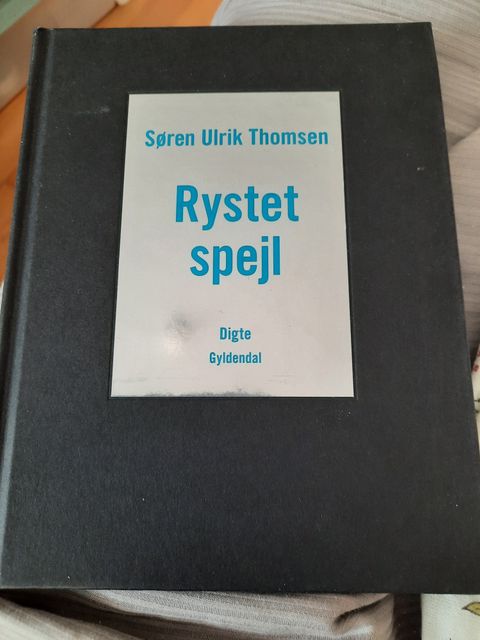 Søren Ulrik Thomsen
Rystet
spejl
Digte
Gyldendal